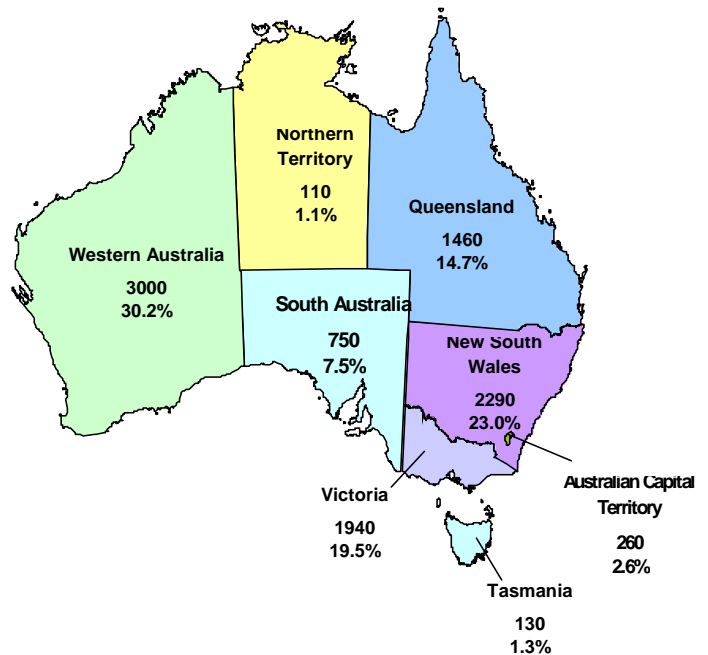 Northern
Territory
110
1.1%
Queensland
1460
14.7%
Western Australia
3000
30.2%
South Australia
750
7.5%
New South
Wales
2290
23.0%
Victoria
1940
19.5%
Australian Capital
Territory
260
2.6%
Tasmania
130
1.3%